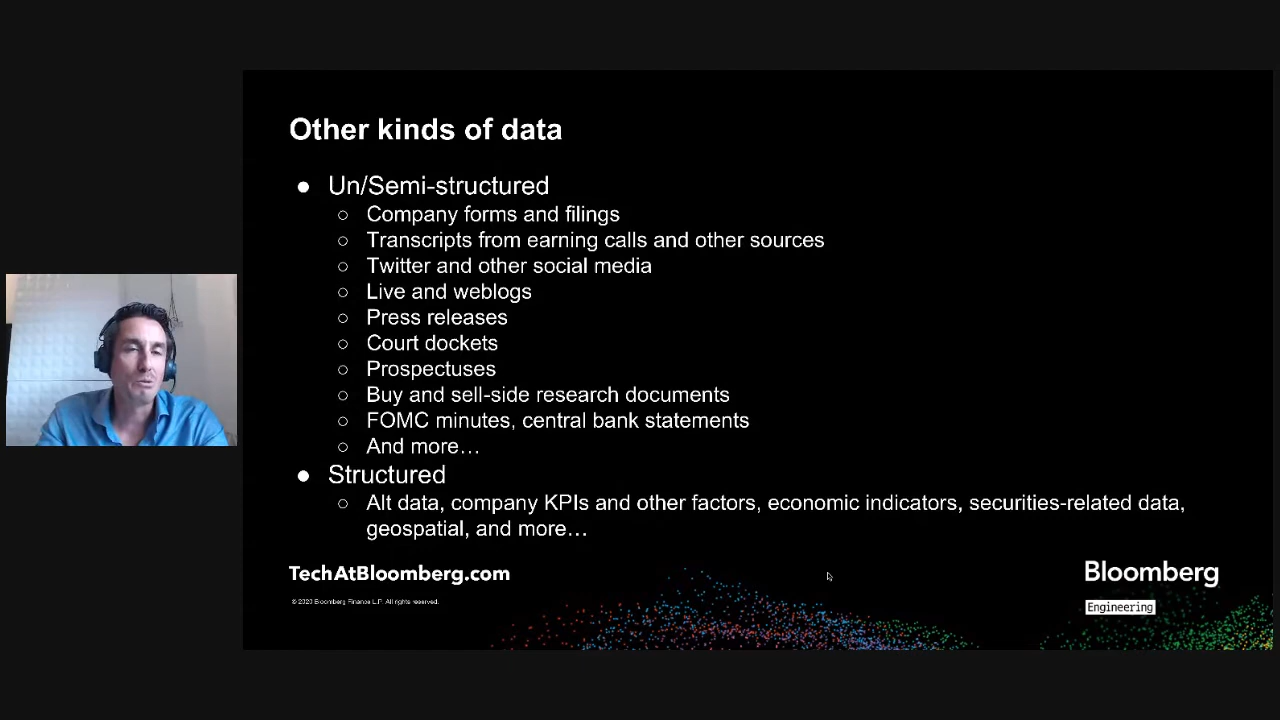 Other kinds of data
● Un/Semi-structured
○ Company forms and filings
○ Transcripts from earning calls and other sources
○ Twitter and other social media
○ Live and weblogs
○ Press releases
○ Court dockets
○ Prospectuses
○ Buy and sell-side research documents
○ FOMC minutes, central bank statements
○ And more…
● Structured
○ Alt data, company KPIs and other factors, economic indicators, securities-related data,
geospatial, and more…
TechAtBloomberg.com
© 2020 Bloomberg Finance L.P. All rights reserved.
Bloomberg
Engineering